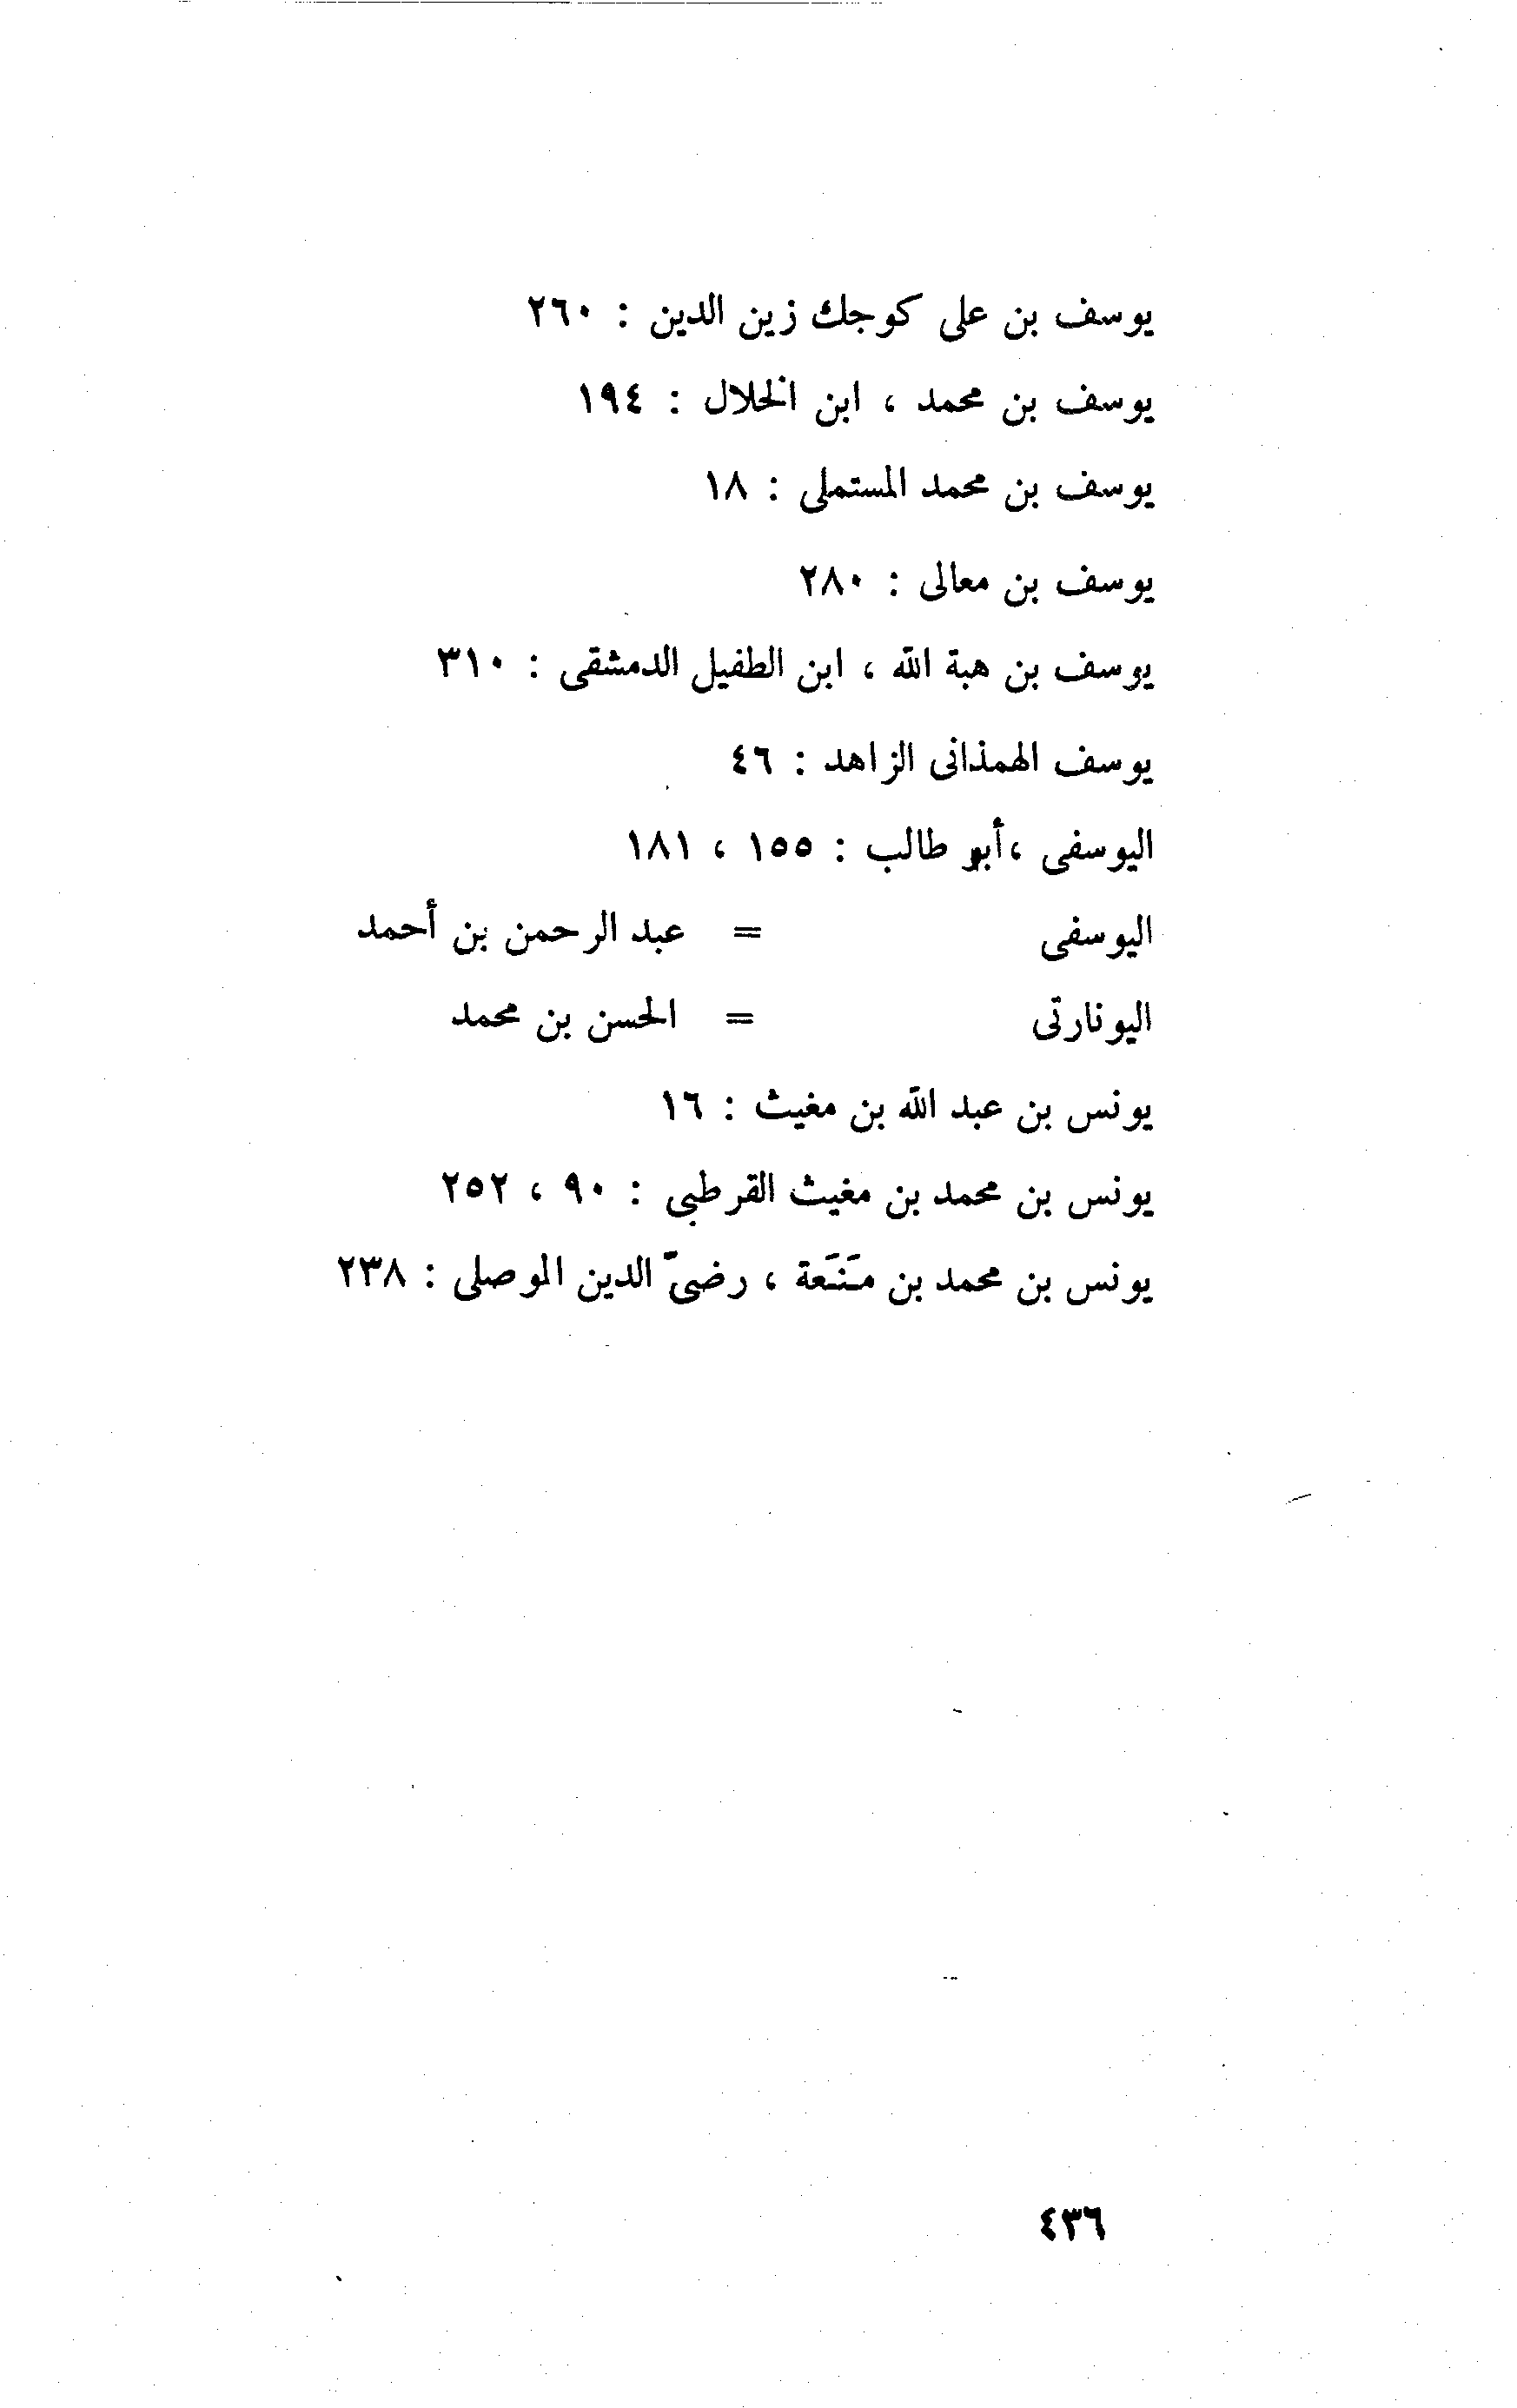 يوسف بن على كوجك زين الدين : ٢٦٠
يوسف بن محمد ، ابن الخلال : ١٩٤
يوسف بن محمد المستملى : ١٨
يوسف بن معالى : ٢٨٠
يوسف بن هبة الله ، ابن الطفيل الدمشقى : ٣١٠
يوسف الهمذانى الزاهد : ٤٦
اليوسفى ،أبو طالب : ١٥٥ ، ١٨١
اليوسفى = عبد الرحمن بن أحمد
اليونارتى = الحسن بن محمد
يونس بن عبد الله بن مغيث : ١٦
يونس بن محمد بن مغيث القرطبى : ٩٠ ، ٢٥٢
يونس بن محمد بن مَنَعة ، رضىّ الدين الموصلى : ٢٣٨
٤٣٦